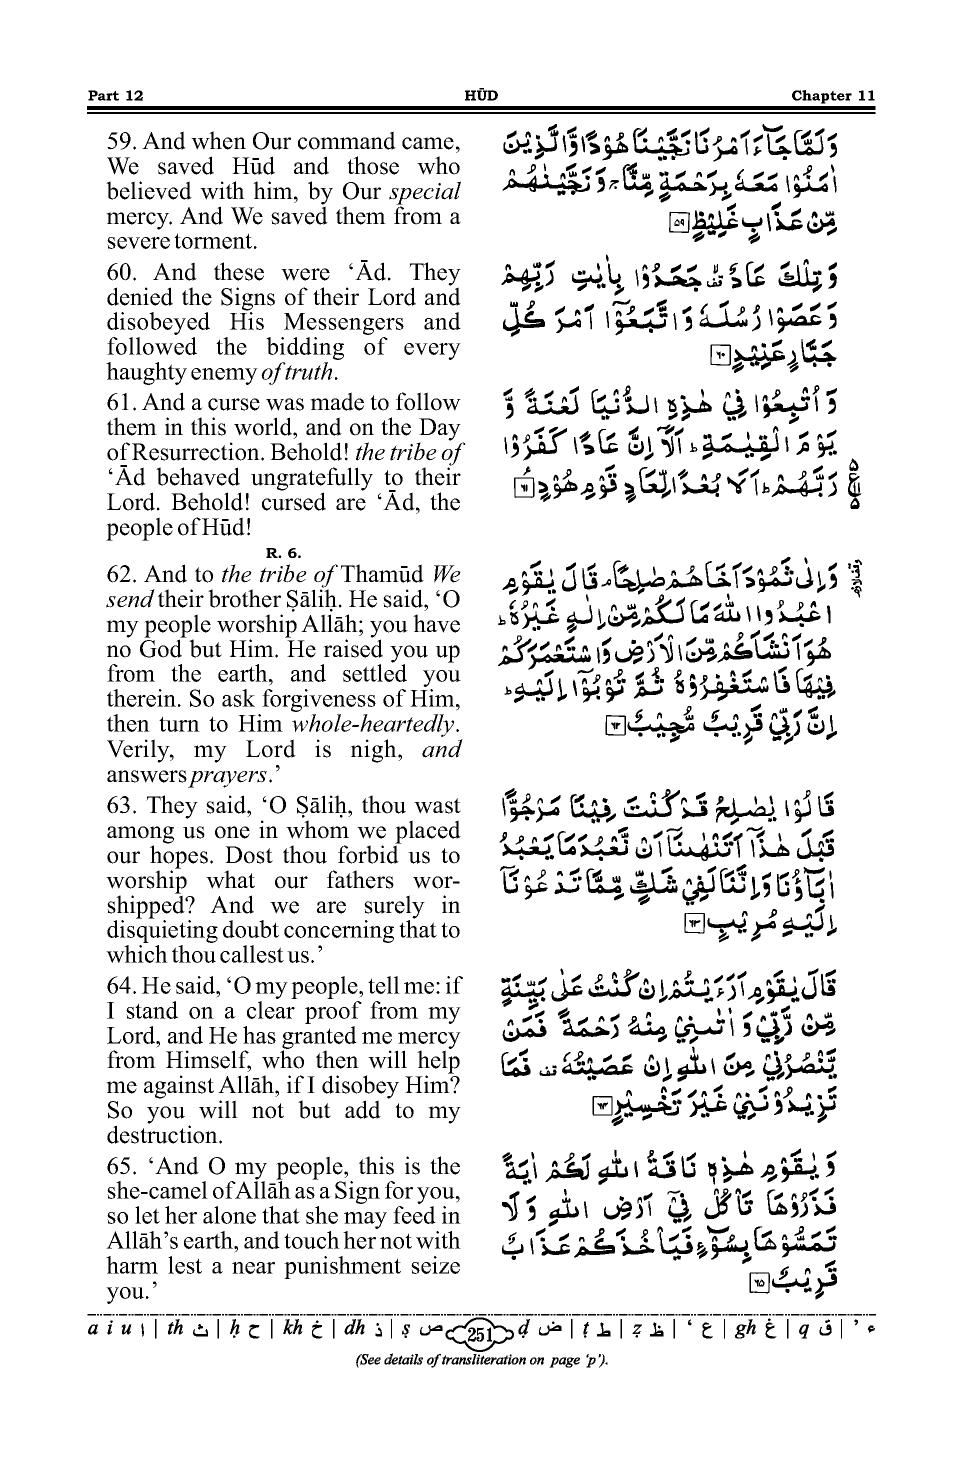 Part 12 HŪD Chapter 11
59. And when Our command came,
We saved Hūd and those who
believed with him, by Our special
mercy. And We saved them from a
severe torment.
60. And these were ‘Ād. They
denied the Signs of their Lord and
disobeyed His Messengers and
followed the bidding of every
haughty enemy of truth.
61. And a curse was made to follow
them in this world, and on the Day
of Resurrection. Behold! the tribe of
‘Ād behaved ungratefully to their
Lord. Behold! cursed are ‘Ād, the
people of Hūd!
R. 6.
62. And to the tribe of Thamūd We
send their brother Ṣāliḥ. He said, ‘O
my people worship Allāh; you have
no God but Him. He raised you up
from the earth, and settled you
therein. So ask forgiveness of Him,
then turn to Him whole-heartedly.
Verily, my Lord is nigh, and
answers prayers.’
63. They said, ‘O Ṣāliḥ, thou wast
among us one in whom we placed
our hopes. Dost thou forbid us to
worship what our fathers wor-
shipped? And we are surely in
disquieting doubt concerning that to
which thou callest us.’
64. He said, ‘O my people, tell me: if
I stand on a clear proof from my
Lord, and He has granted me mercy
from Himself, who then will help
me against Allāh, if I disobey Him?
So you will not but add to my
destruction.
65. ‘And O my people, this is the
she-camel of Allāh as a Sign for you,
so let her alone that she may feed in
Allāh’s earth, and touch her not with
harm lest a near punishment seize
you.’
وَلَمَّا جَآءَ اَمْرُنَا نَجَّيْنَا هُوْدًا وَّالَّذِيْنَ
اٰمَنُوْا مَعَهٗ بِرَحْمَةٍ مِّنَّا ۚ وَنَجَّيْنٰهُمْ
مِّنْ عَذَابٍ غَلِيْظٍ ۵۹
وَتِلْكَ عَادٌ ۙ جَحَدُوْا بِاٰيٰتِ رَبِّهِمْ
وَعَصَوْا رُسُلَهٗ وَاتَّبَعُوْۤا اَمْرَ كُلِّ
جَبَّارٍ عَنِيْدٍ ۶۰
وَاُتْبِعُوْا فِيْ هٰذِهِ الدُّنْيَا لَعْنَةً وَّ
يَوْمَ الْقِيٰمَةِ ؕ اَلَاۤ اِنَّ عَادًا كَفَرُوْا
رَبَّهُمْ ؕ اَلَا بُعْدًا لِّعَادٍ قَوْمِ هُوْدٍ ۶۱
وَاِلٰى ثَمُوْدَ اَخَاهُمْ صٰلِحًا ۘ قَالَ يٰقَوْمِ
اعْبُدُوا اللّٰهَ مَا لَكُمْ مِّنْ اِلٰهٍ غَيْرُهٗ ؕ
هُوَ اَنْشَاَكُمْ مِّنَ الْاَرْضِ وَاسْتَعْمَرَكُمْ
فِيْهَا فَاسْتَغْفِرُوْهُ ثُمَّ تُوْبُوْۤا اِلَيْهِ ؕ
اِنَّ رَبِّيْ قَرِيْبٌ مُّجِيْبٌ ۶۲
قَالُوْا يٰصٰلِحُ قَدْ كُنْتَ فِيْنَا مَرْجُوًّا
قَبْلَ هٰذَاۤ اَتَنْهٰىنَاۤ اَنْ نَّعْبُدَ مَا يَعْبُدُ
اٰبَآؤُنَا وَاِنَّنَا لَفِيْ شَكٍّ مِّمَّا تَدْعُوْنَاۤ
اِلَيْهِ مُرِيْبٍ ۶۳
قَالَ يٰقَوْمِ اَرَءَيْتُمْ اِنْ كُنْتُ عَلٰى بَيِّنَةٍ
مِّنْ رَّبِّيْ وَاٰتٰىنِيْ مِنْهُ رَحْمَةً فَمَنْ
يَّنْصُرُنِيْ مِنَ اللّٰهِ اِنْ عَصَيْتُهٗ ۟ فَمَا
تَزِيْدُوْنَنِيْ غَيْرَ تَخْسِيْرٍ ۶۴
وَيٰقَوْمِ هٰذِهٖ نَاقَةُ اللّٰهِ لَكُمْ اٰيَةً
فَذَرُوْهَا تَاْكُلْ فِيْۤ اَرْضِ اللّٰهِ وَلَا
تَمَسُّوْهَا بِسُوْٓءٍ فَيَاْخُذَكُمْ عَذَابٌ
قَرِيْبٌ ۶۵
a i u ا | th ث | ḥ ح | kh خ | dh ذ | ṣ ص 251 ḍ ض | ṭ ط | ẓ ظ | ‘ ع | gh غ | q ق | ’ ء
(See details of transliteration on page ‘p’).